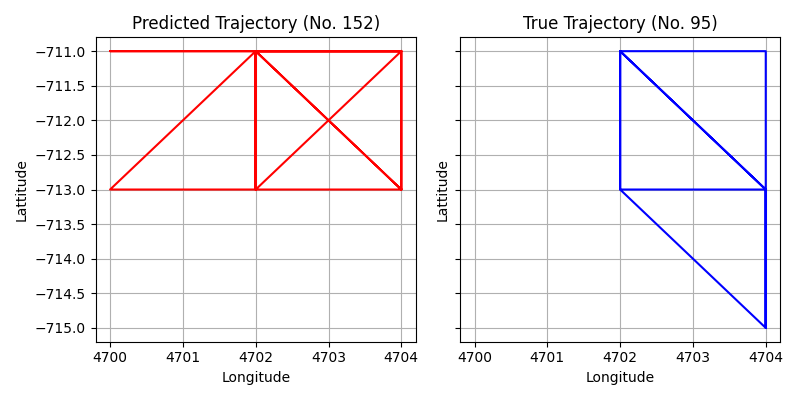 Predicted Trajectory (No. 152)
True Trajectory (No. 95)
−711.0
−711.5
−712.0
−712.5
−713.0
−713.5
−714.0
−714.5
−715.0
Lattitude
Lattitude
4700 4701 4702 4703 4704
4700 4701 4702 4703 4704
Longitude
Longitude